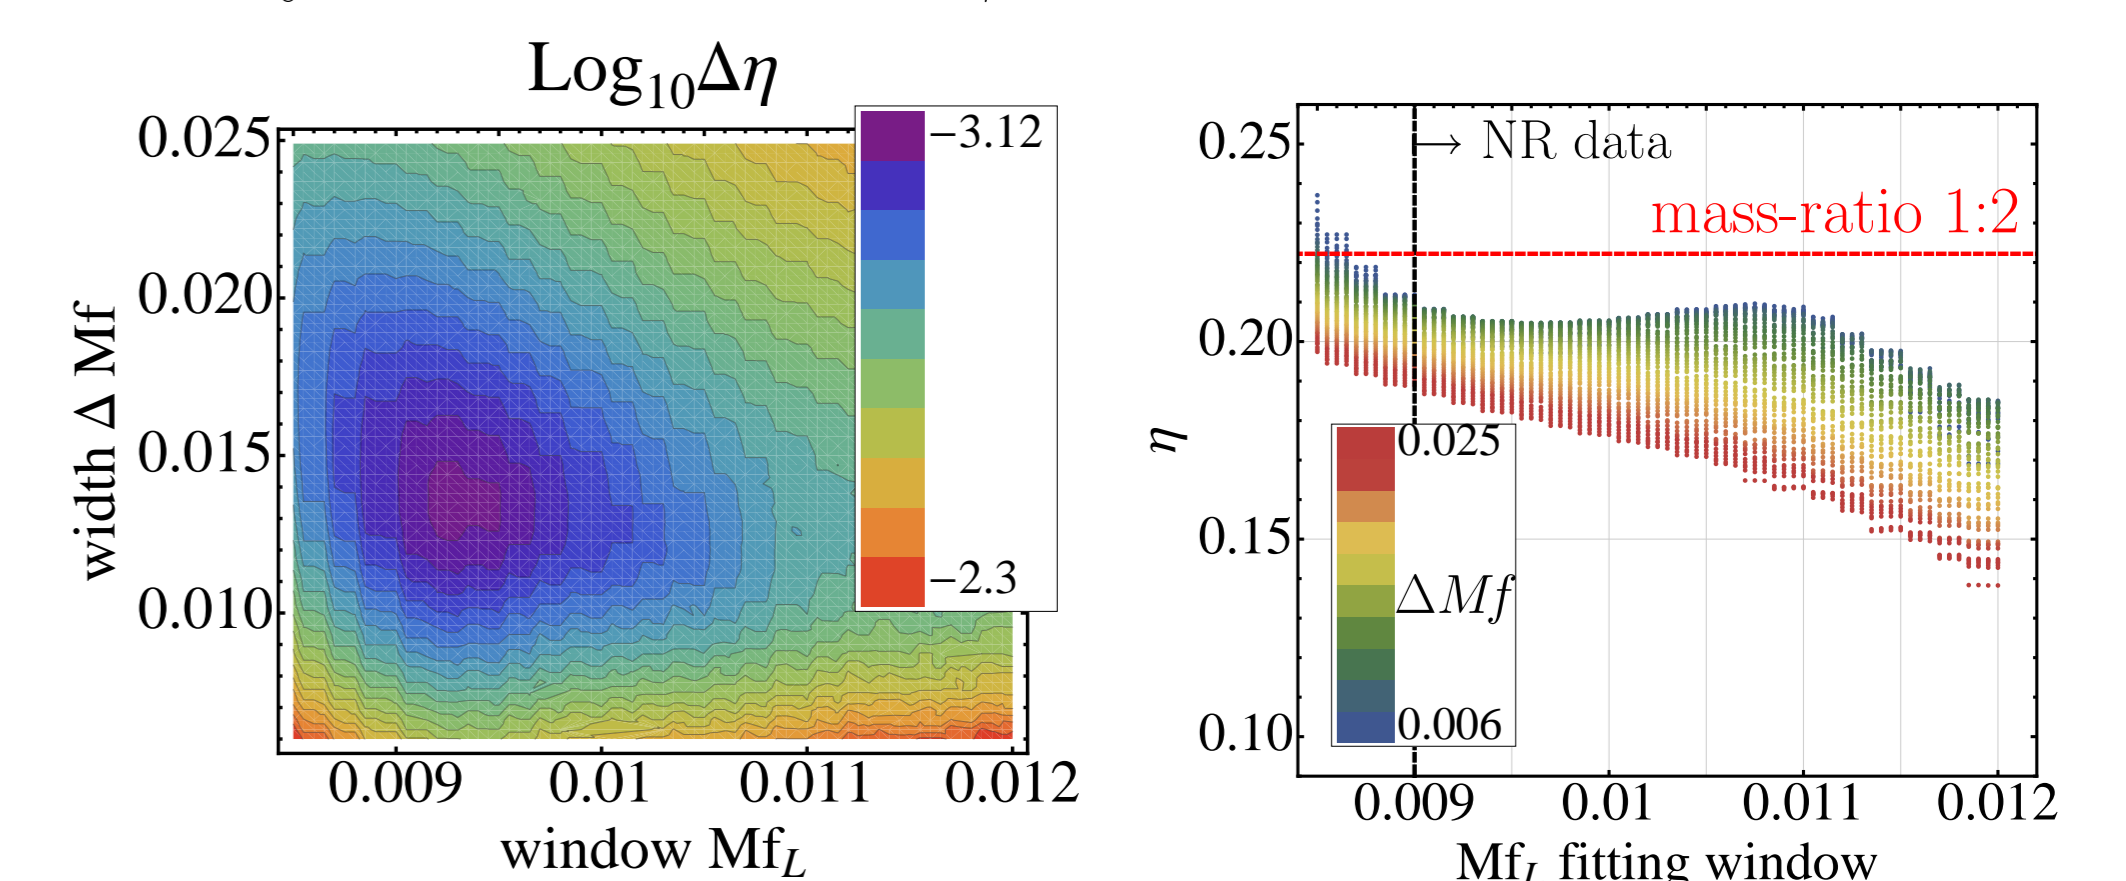 Log₁₀Δη
0.025
0.020
0.015
0.010
width Δ Mf
0.009
0.01
0.011
0.012
window Mf_L
−3.12
−2.3
0.25
0.20
0.15
0.10
η
→ NR data
mass-ratio 1:2
0.025
ΔMf
0.006
0.009
0.01
0.011
0.012
Mf_L fitting window